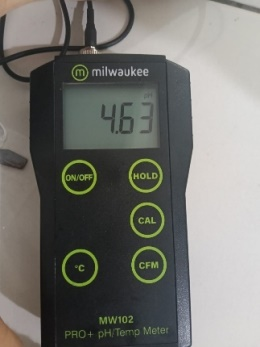 m milwaukee
pH
4.63
ON/OFF
HOLD
CAL
°C
CFM
MW102
PRO+ pH/Temp Meter